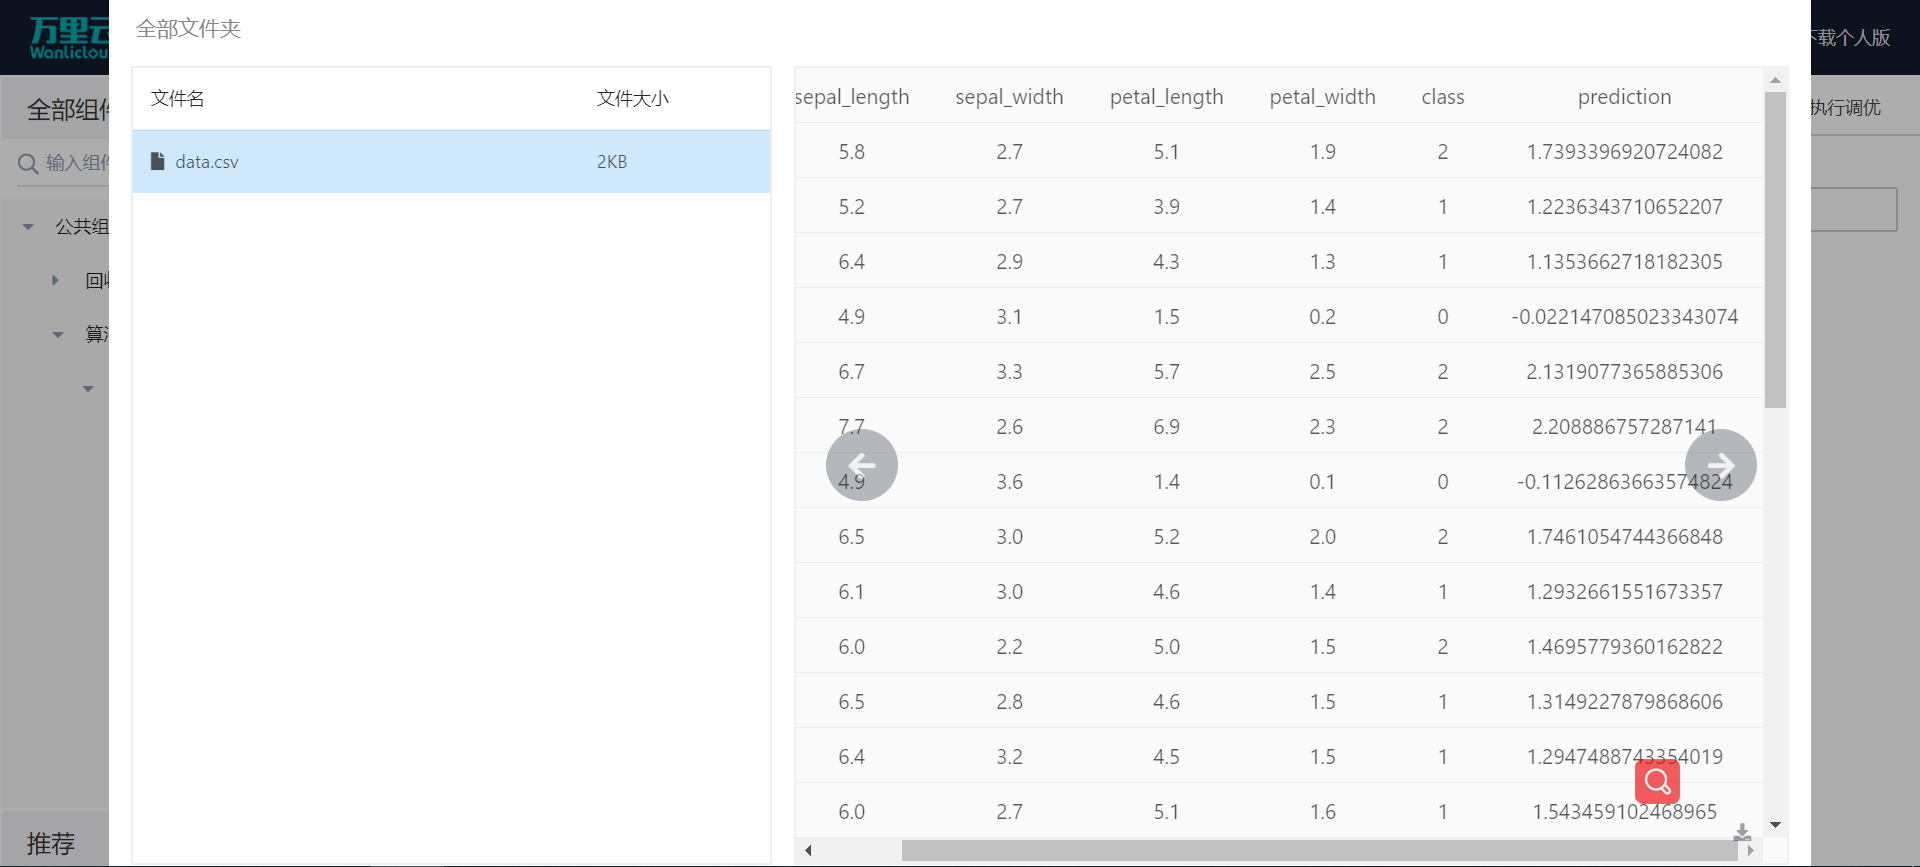 全部文件夹
万里云
Wanliclou
下载个人版
全部组件
输入组件
公共组
回收
算法
推荐
执行调优
文件名 文件大小
data.csv 2KB
sepal_length sepal_width petal_length petal_width class prediction
5.8 2.7 5.1 1.9 2 1.7393396920724082
5.2 2.7 3.9 1.4 1 1.2236343710652207
6.4 2.9 4.3 1.3 1 1.1353662718182305
4.9 3.1 1.5 0.2 0 -0.022147085023343074
6.7 3.3 5.7 2.5 2 2.1319077365885306
7.7 2.6 6.9 2.3 2 2.208886757287141
4.9 3.6 1.4 0.1 0 -0.11262863663574824
6.5 3.0 5.2 2.0 2 1.7461054744366848
6.1 3.0 4.6 1.4 1 1.2932661551673357
6.0 2.2 5.0 1.5 2 1.4695779360162822
6.5 2.8 4.6 1.5 1 1.31492279879868606
6.4 3.2 4.5 1.5 1 1.2947488743354019
6.0 2.7 5.1 1.6 1 1.543459102468965